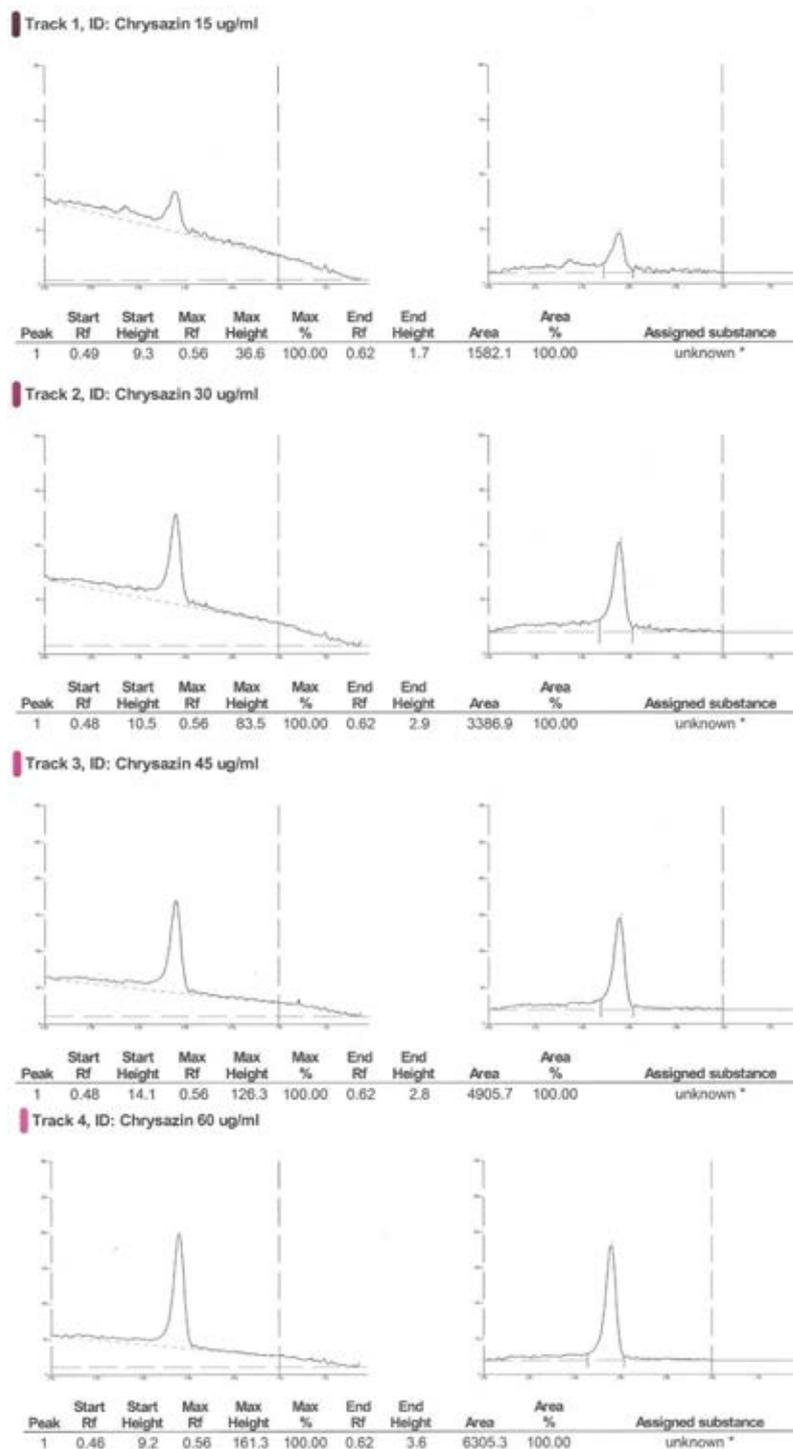 Track 1, ID: Chrysazin 15 ug/ml
Peak Start Rf Start Height Max Rf Max Height Max % End Rf End Height Area Area % Assigned substance
1 0.49 9.3 0.56 36.6 100.00 0.62 1.7 1582.1 100.00 unknown *
Track 2, ID: Chrysazin 30 ug/ml
Peak Start Rf Start Height Max Rf Max Height Max % End Rf End Height Area Area % Assigned substance
1 0.48 10.5 0.56 83.5 100.00 0.62 2.9 3386.9 100.00 unknown *
Track 3, ID: Chrysazin 45 ug/ml
Peak Start Rf Start Height Max Rf Max Height Max % End Rf End Height Area Area % Assigned substance
1 0.48 14.1 0.56 126.3 100.00 0.62 2.8 4905.7 100.00 unknown *
Track 4, ID: Chrysazin 60 ug/ml
Peak Start Rf Start Height Max Rf Max Height Max % End Rf End Height Area Area % Assigned substance
1 0.46 9.2 0.56 161.3 100.00 0.62 3.6 6305.3 100.00 unknown *